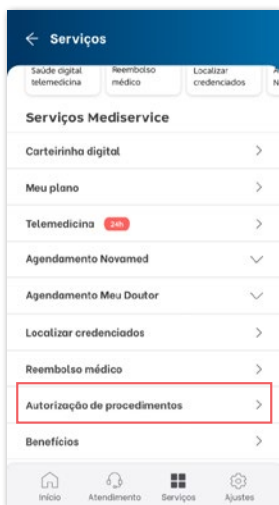 ← Serviços
Saúde digital telemedicina
Reembolso médico
Localizar credenciados
Serviços Mediservice
Carteirinha digital
Meu plano
Telemedicina 24h
Agendamento Novamed
Agendamento Meu Doutor
Localizar credenciados
Reembolso médico
Autorização de procedimentos
Benefícios
Início Atendimento Serviços Ajustes